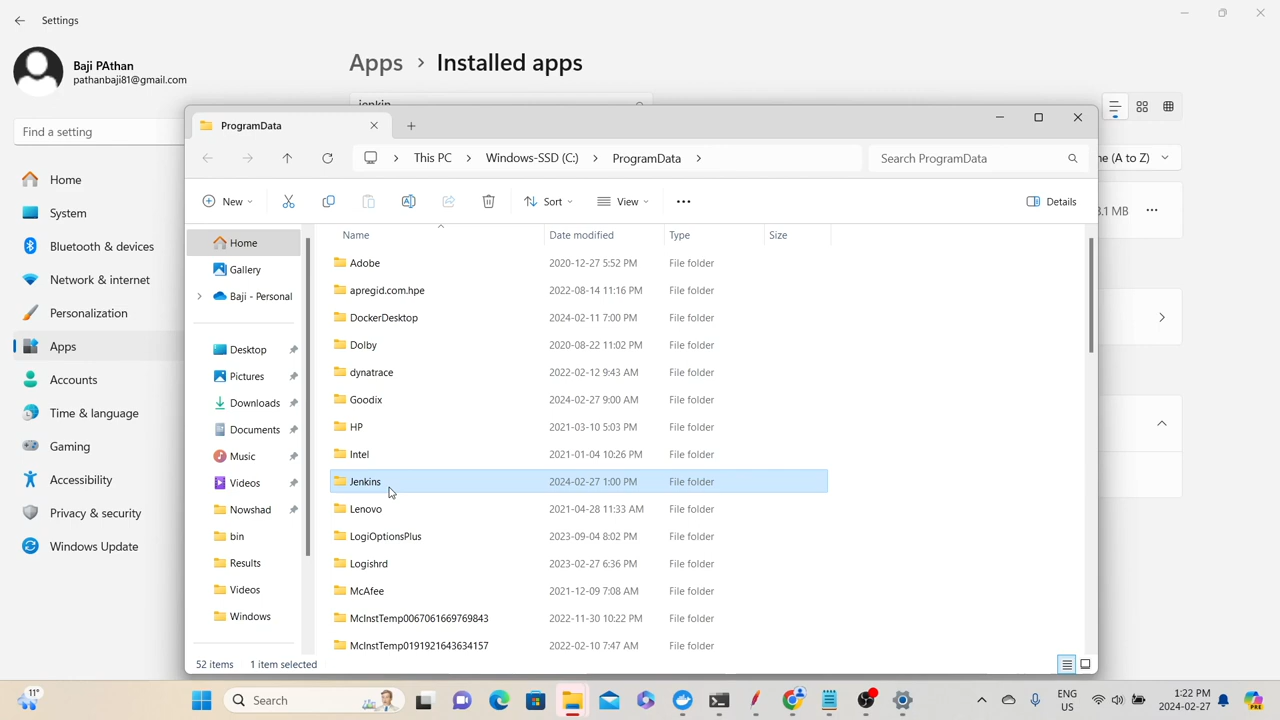 Settings
Baji PAthan
pathanbaji81@gmail.com
Apps > Installed apps
Find a setting
ProgramData
This PC > Windows-SSD (C:) > ProgramData >
Search ProgramData
ne (A to Z)
New
Sort
View
Details
3.1 MB
Home
System
Bluetooth & devices
Network & internet
Personalization
Apps
Accounts
Time & language
Gaming
Accessibility
Privacy & security
Windows Update
Home
Gallery
Baji - Personal
Desktop
Pictures
Downloads
Documents
Music
Videos
Nowshad
bin
Results
Videos
Windows
Name Date modified Type Size
Adobe 2020-12-27 5:52 PM File folder
apregid.com.hpe 2022-08-14 11:16 PM File folder
DockerDesktop 2024-02-11 7:00 PM File folder
Dolby 2020-08-22 11:02 PM File folder
dynatrace 2022-02-12 9:43 AM File folder
Goodix 2024-02-27 9:00 AM File folder
HP 2021-03-10 5:03 PM File folder
Intel 2021-01-04 10:26 PM File folder
Jenkins 2024-02-27 1:00 PM File folder
Lenovo 2021-04-28 11:33 AM File folder
LogiOptionsPlus 2023-09-04 8:02 PM File folder
Logishrd 2023-02-27 6:36 PM File folder
McAfee 2021-12-09 7:08 AM File folder
McInstTemp0067061669769843 2022-11-30 10:22 PM File folder
McInstTemp0191921643634157 2022-02-10 7:47 AM File folder
52 items 1 item selected
11°
Search
ENG
US
1:22 PM
2024-02-27